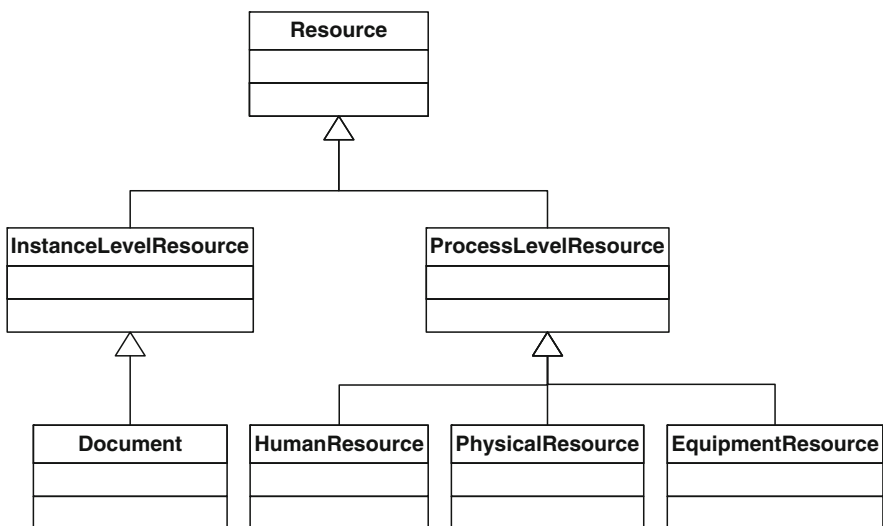 Resource
InstanceLevelResource
ProcessLevelResource
Document
HumanResource
PhysicalResource
EquipmentResource